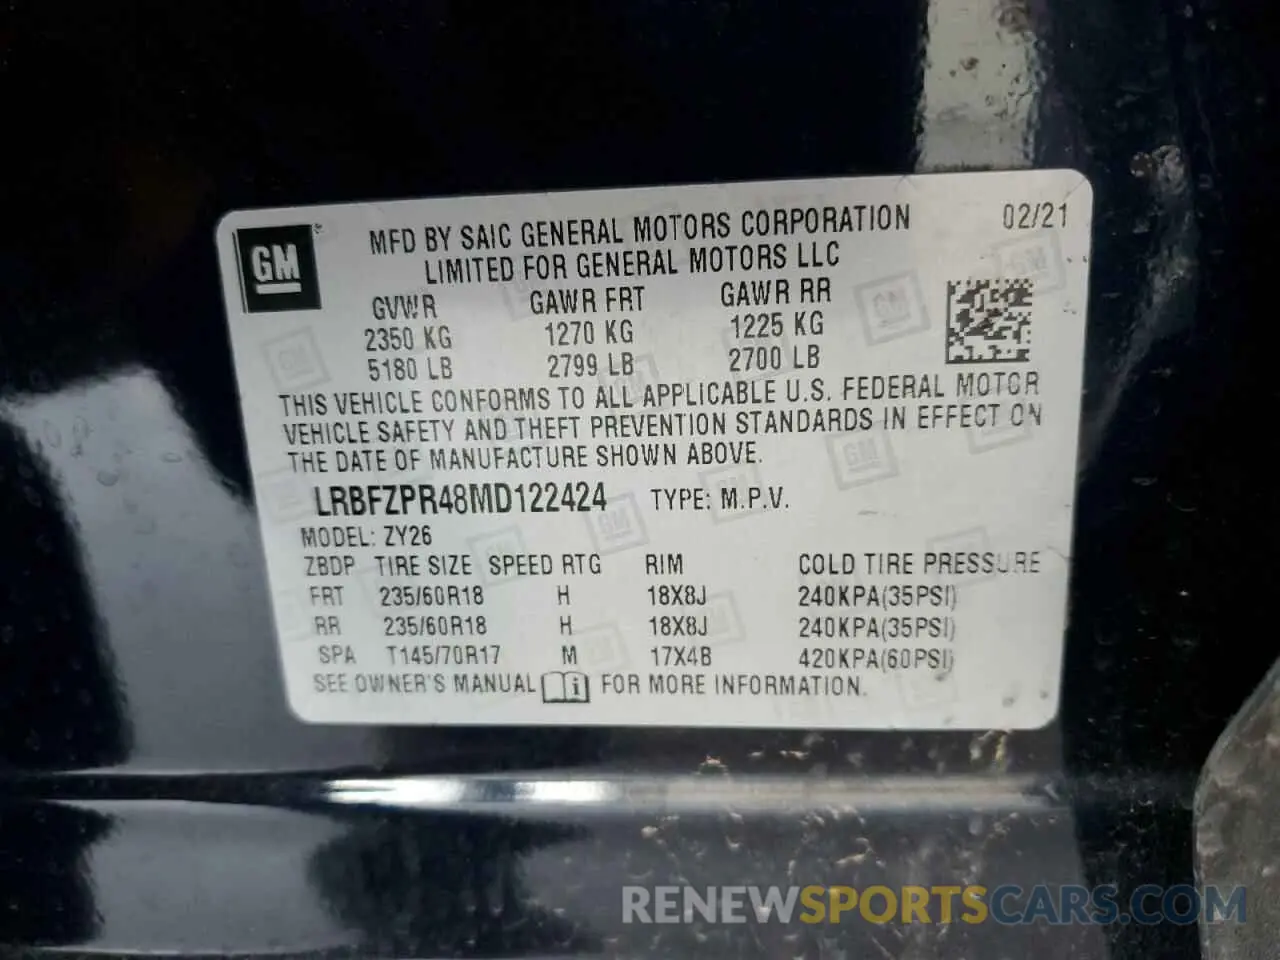 GM
MFD BY SAIC GENERAL MOTORS CORPORATION 02/21
LIMITED FOR GENERAL MOTORS LLC
GVWR GAWR FRT GAWR RR
2350 KG 1270 KG 1225 KG
5180 LB 2799 LB 2700 LB
THIS VEHICLE CONFORMS TO ALL APPLICABLE U.S. FEDERAL MOTOR
VEHICLE SAFETY AND THEFT PREVENTION STANDARDS IN EFFECT ON
THE DATE OF MANUFACTURE SHOWN ABOVE.
LRBFZPR48MD122424 TYPE: M.P.V.
MODEL: ZY26
ZBDP TIRE SIZE SPEED RTG RIM COLD TIRE PRESSURE
FRT 235/60R18 H 18X8J 240KPA(35PSI)
RR 235/60R18 H 18X8J 240KPA(35PSI)
SPA T145/70R17 M 17X4B 420KPA(60PSI)
SEE OWNER'S MANUAL i FOR MORE INFORMATION.
RENEWSPORTSCARS.COM